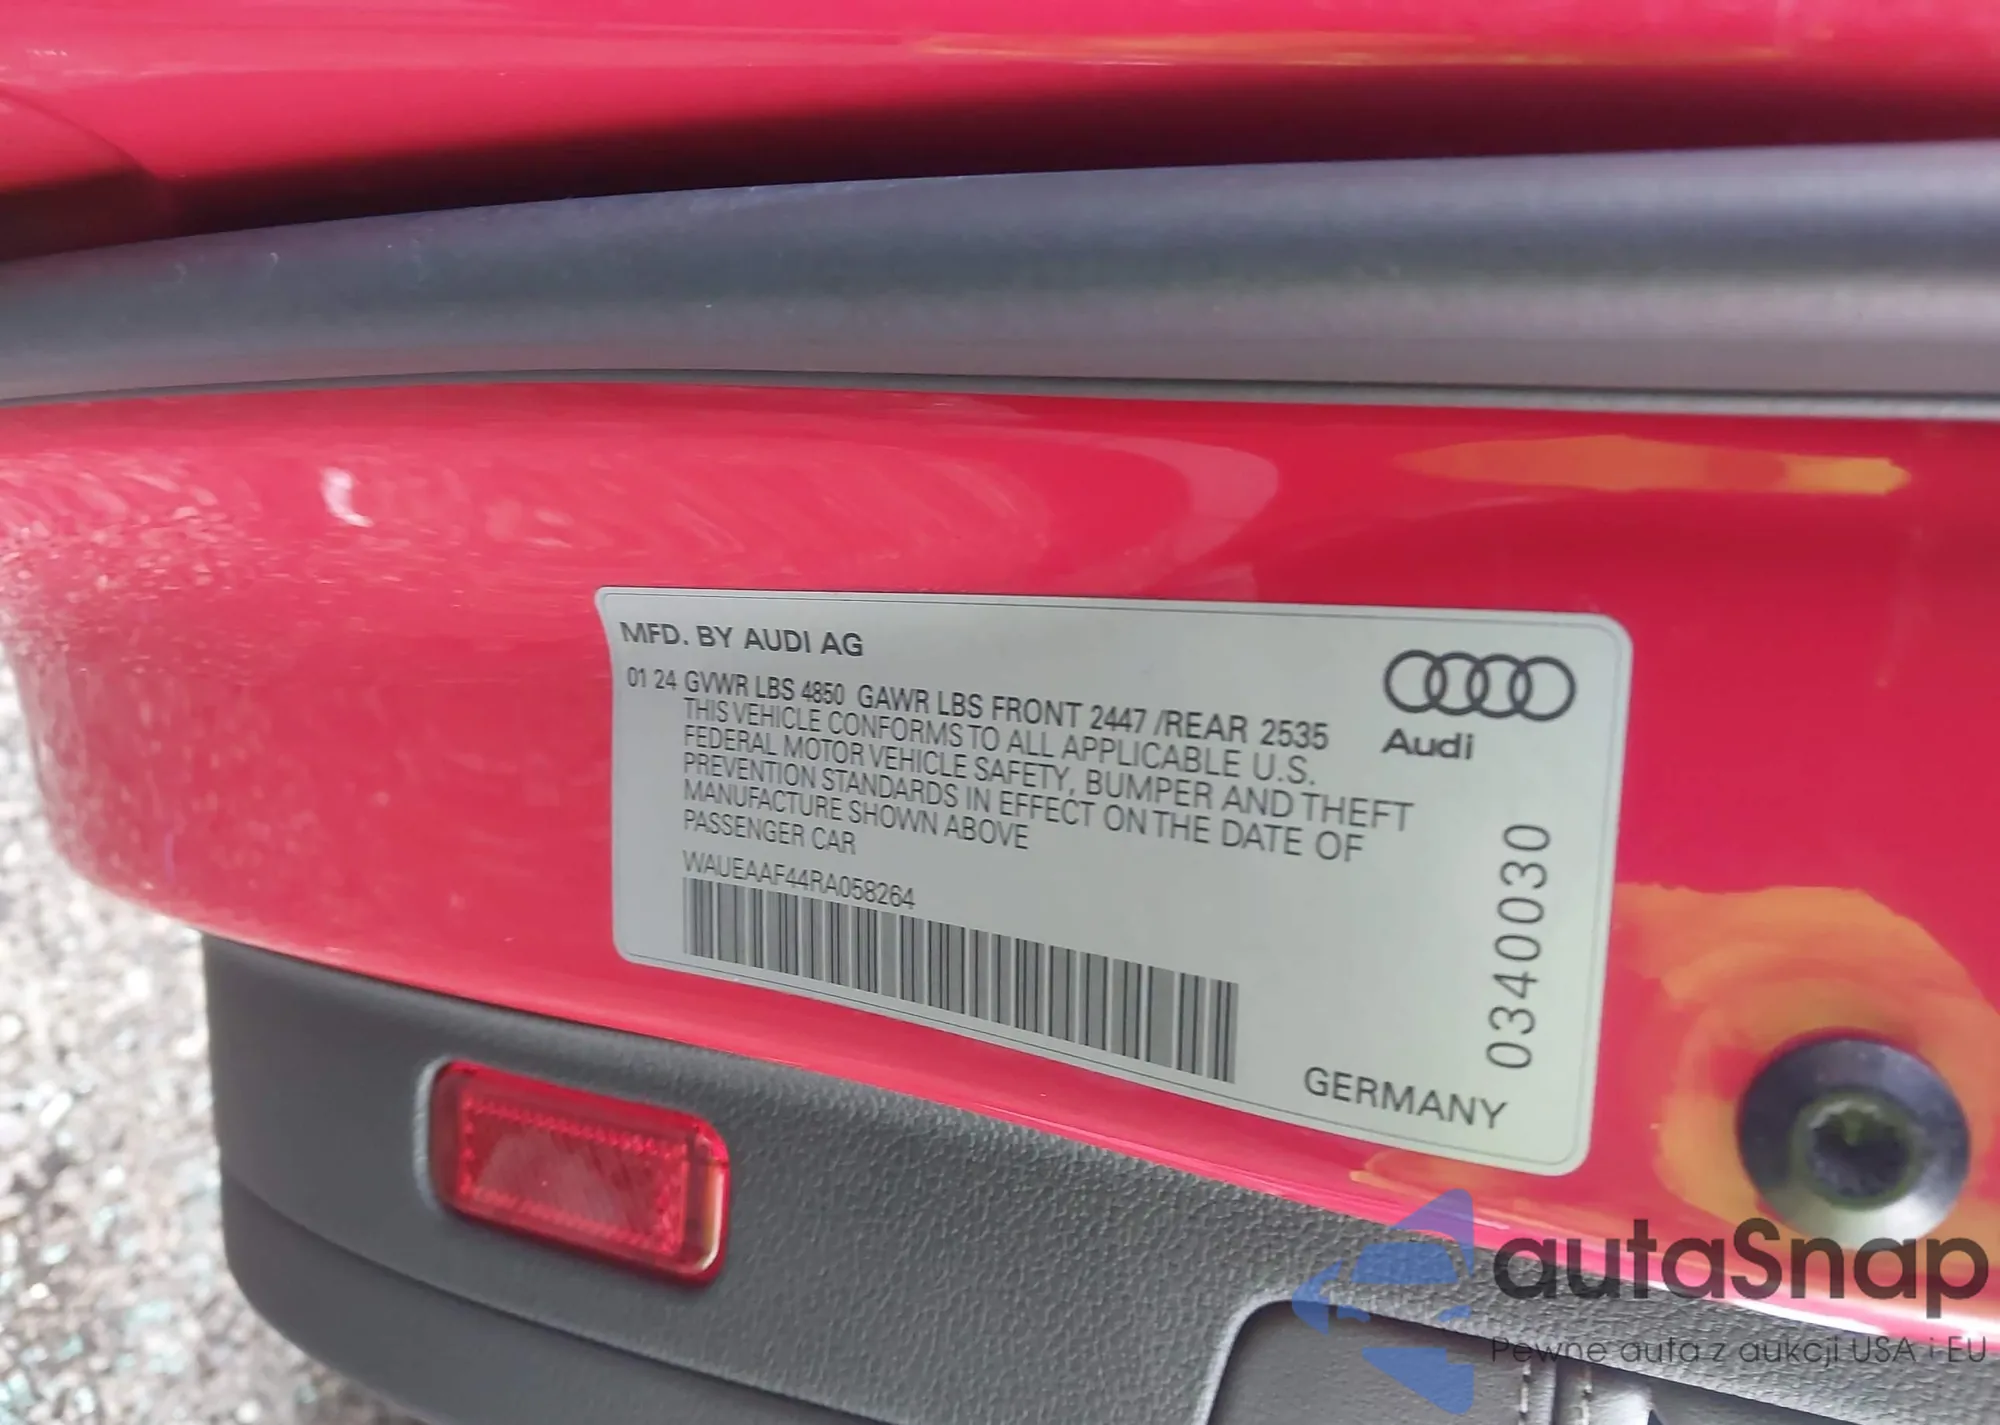 MFD. BY AUDI AG
01 24 GVWR LBS 4850 GAWR LBS FRONT 2447 /REAR 2535
THIS VEHICLE CONFORMS TO ALL APPLICABLE U.S.
FEDERAL MOTOR VEHICLE SAFETY, BUMPER AND THEFT
PREVENTION STANDARDS IN EFFECT ON THE DATE OF
MANUFACTURE SHOWN ABOVE
PASSENGER CAR
WAUEAAF44RA058264
Audi
0340030
GERMANY
autaSnap
Pewne auta z aukcji USA i EU